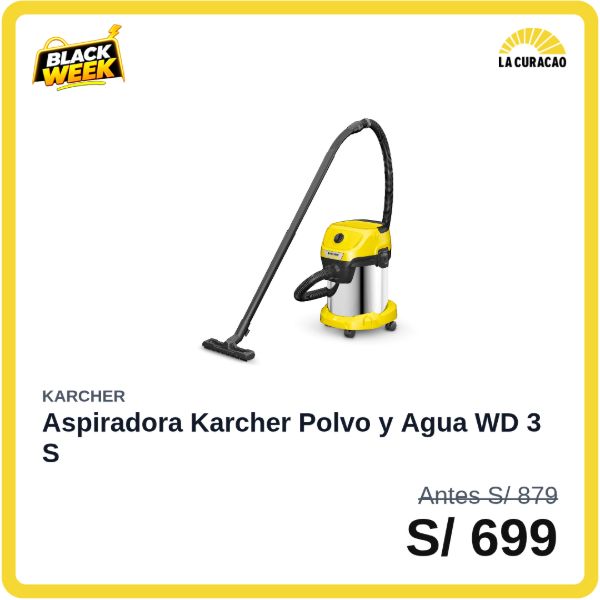 BLACK
WEEK
LA CURACAO
KARCHER
Aspiradora Karcher Polvo y Agua WD 3
S
Antes S/ 879
S/ 699